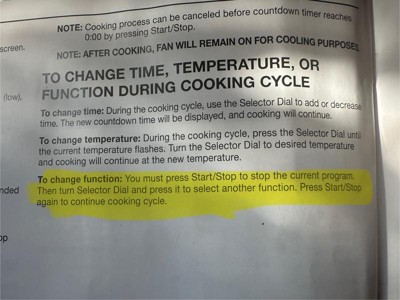 NOTE: Cooking process can be canceled before countdown timer reaches
0:00 by pressing Start/Stop.
screen.
NOTE: AFTER COOKING, FAN WILL REMAIN ON FOR COOLING PURPOSES
TO CHANGE TIME, TEMPERATURE, OR
FUNCTION DURING COOKING CYCLE
(low),
To change time: During the cooking cycle, use the Selector Dial to add or decrease
time. The new countdown time will be displayed, and cooking will continue.
To change temperature: During the cooking cycle, press the Selector Dial until
the current temperature flashes. Turn the Selector Dial to desired temperature
and cooking will continue at the new temperature.
To change function: You must press Start/Stop to stop the current program.
Then turn Selector Dial and press it to select another function. Press Start/Stop
again to continue cooking cycle.
nded
op